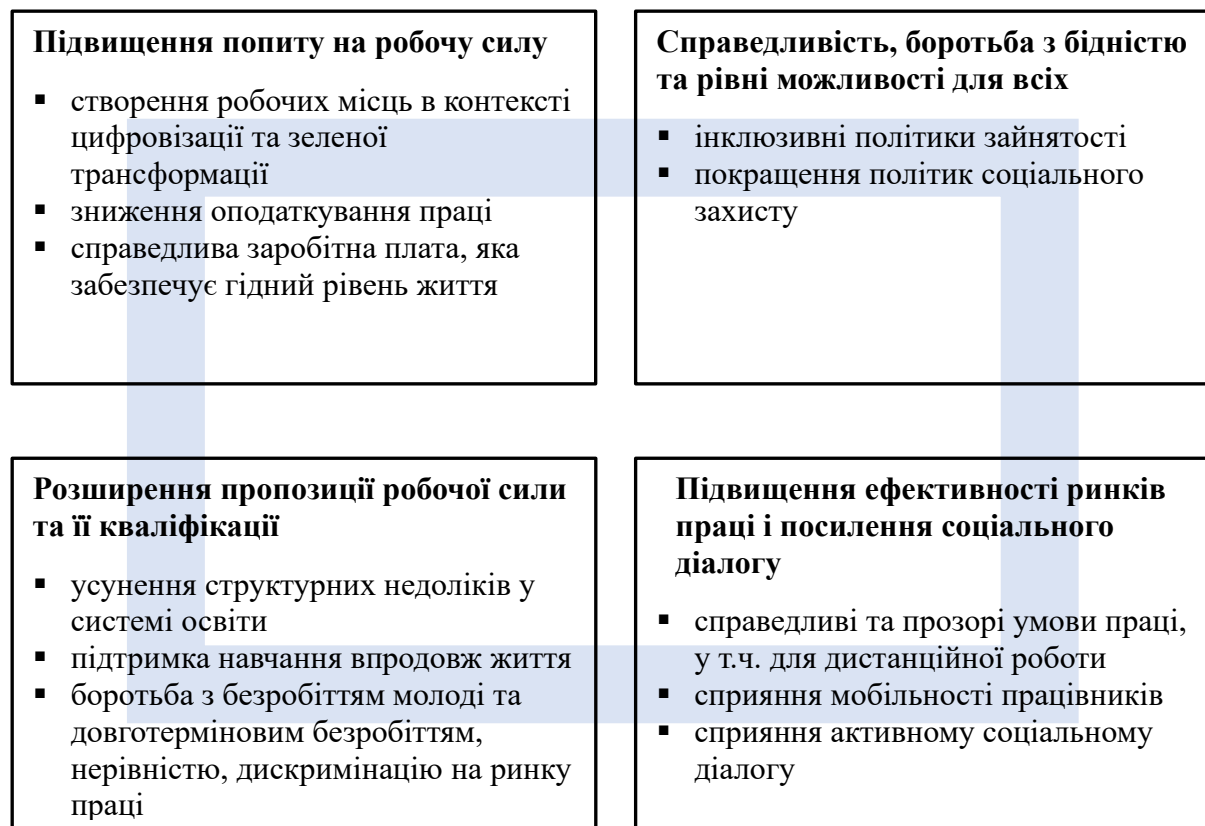 Підвищення попиту на робочу силу
▪ створення робочих місць в контексті
цифровізації та зеленої
трансформації
▪ зниження оподаткування праці
▪ справедлива заробітна плата, яка
забезпечує гідний рівень життя
Справедливість, боротьба з бідністю
та рівні можливості для всіх
▪ інклюзивні політики зайнятості
▪ покращення політик соціального
захисту
Розширення пропозиції робочої сили
та її кваліфікації
▪ усунення структурних недоліків у
системі освіти
▪ підтримка навчання впродовж життя
▪ боротьба з безробіттям молоді та
довготерміновим безробіттям,
нерівністю, дискримінацію на ринку
праці
Підвищення ефективності ринків
праці і посилення соціального
діалогу
▪ справедливі та прозорі умови праці,
у т.ч. для дистанційної роботи
▪ сприяння мобільності працівників
▪ сприяння активному соціальному
діалогу